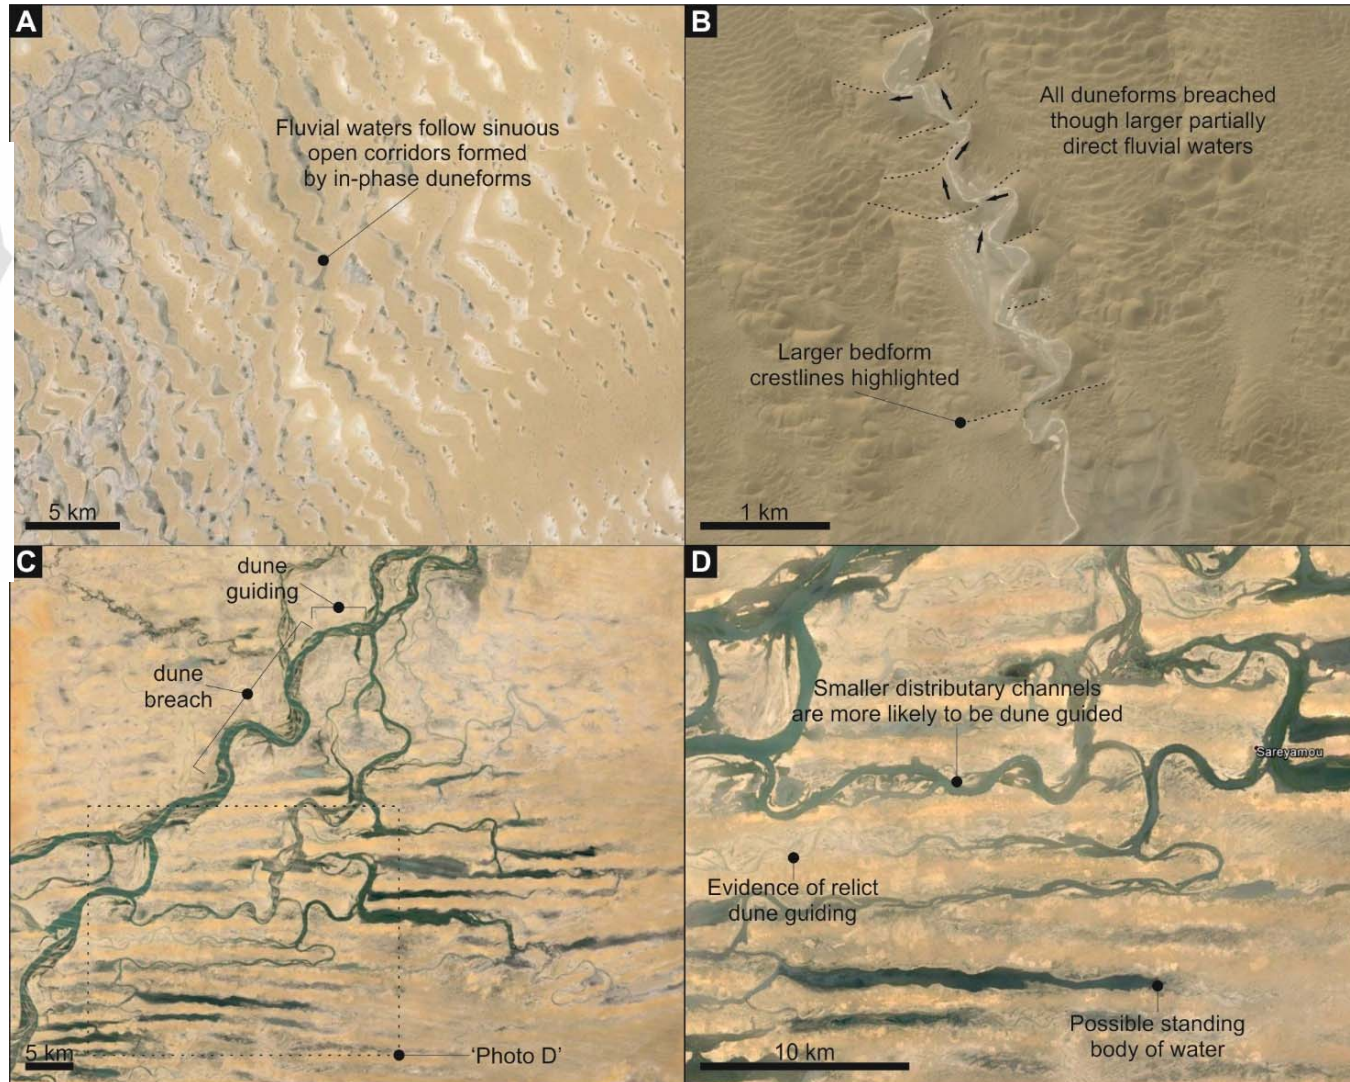 A
Fluvial waters follow sinuous
open corridors formed
by in-phase duneforms
5 km
B
All duneforms breached
though larger partially
direct fluvial waters
Larger bedform
crestlines highlighted
1 km
C
dune
guiding
dune
breach
5 km
'Photo D'
D
Smaller distributary channels
are more likely to be dune guided
Sareyamou
Evidence of relict
dune guiding
Possible standing
body of water
10 km